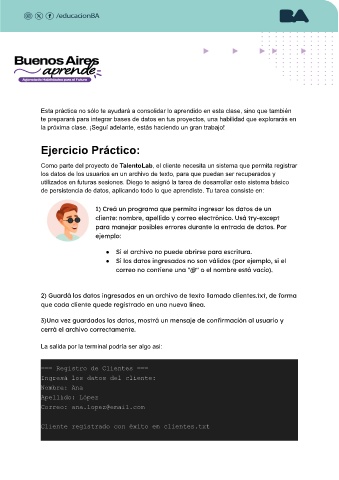 /educacionBA
BA
Buenos Aires
aprende
Agencia de Habilidades para el Futuro
Esta práctica no sólo te ayudará a consolidar lo aprendido en esta clase, sino que también
te preparará para integrar bases de datos en tus proyectos, una habilidad que explorarás en
la próxima clase. ¡Seguí adelante, estás haciendo un gran trabajo!
Ejercicio Práctico:
Como parte del proyecto de TalentoLab, el cliente necesita un sistema que permita registrar
los datos de los usuarios en un archivo de texto, para que puedan ser recuperados y
utilizados en futuras sesiones. Diego te asignó la tarea de desarrollar este sistema básico
de persistencia de datos, aplicando todo lo que aprendiste. Tu tarea consiste en:
1) Creá un programa que permita ingresar los datos de un
cliente: nombre, apellido y correo electrónico. Usá try-except
para manejar posibles errores durante la entrada de datos. Por
ejemplo:
● Si el archivo no puede abrirse para escritura.
● Si los datos ingresados no son válidos (por ejemplo, si el
correo no contiene una "@" o el nombre está vacío).
2) Guardá los datos ingresados en un archivo de texto llamado clientes.txt, de forma
que cada cliente quede registrado en una nueva línea.
3)Una vez guardados los datos, mostrá un mensaje de confirmación al usuario y
cerrá el archivo correctamente.
La salida por la terminal podría ser algo así:
=== Registro de Clientes ===
Ingresá los datos del cliente:
Nombre: Ana
Apellido: López
Correo: ana.lopez@email.com
Cliente registrado con éxito en clientes.txt